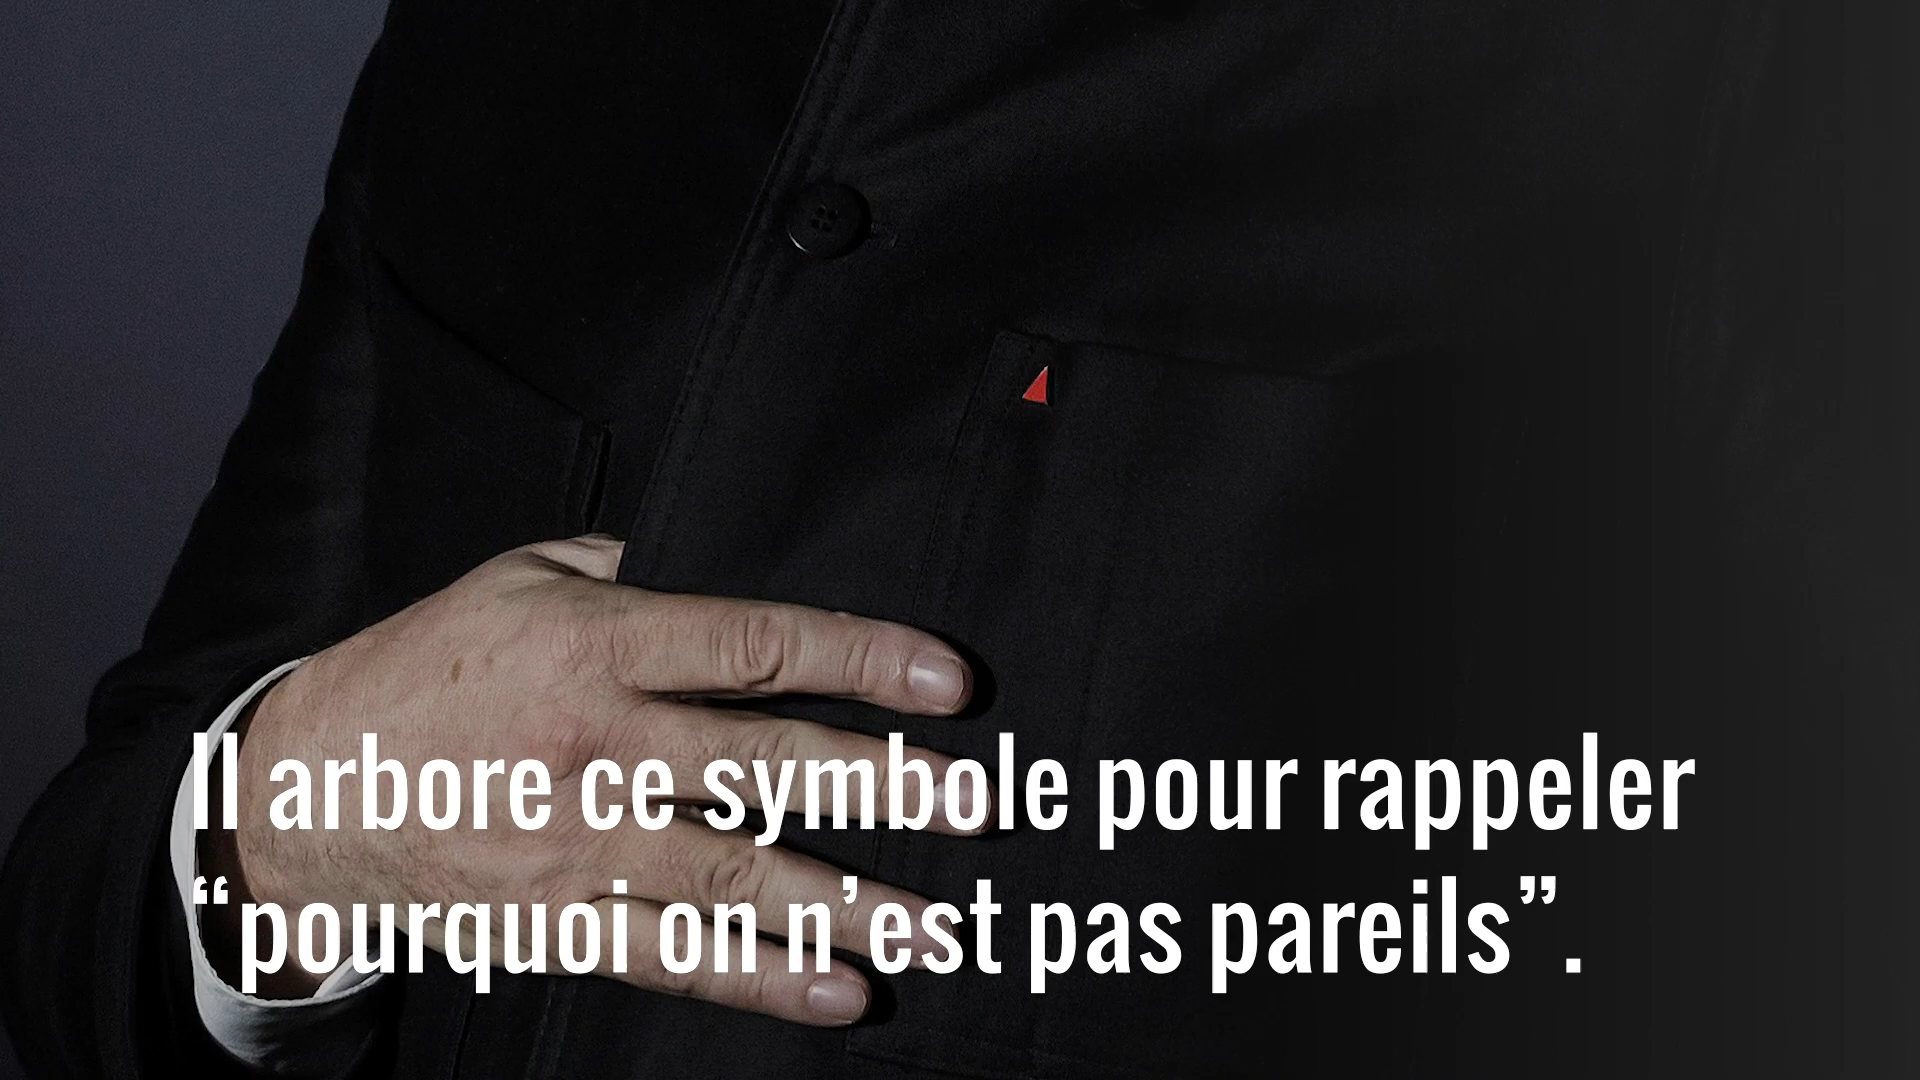 Il arbore ce symbole pour rappeler
“pourquoi on n’est pas pareils”.